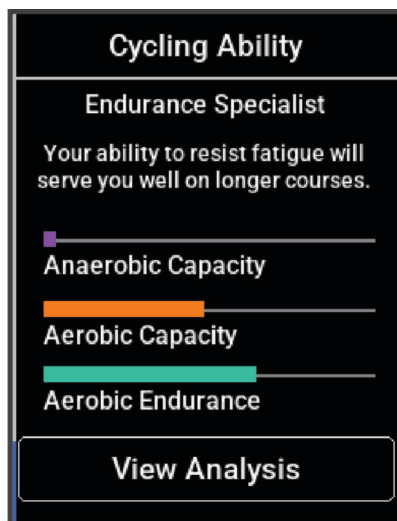 Cycling Ability
Endurance Specialist
Your ability to resist fatigue will
serve you well on longer courses.
Anaerobic Capacity
Aerobic Capacity
Aerobic Endurance
View Analysis